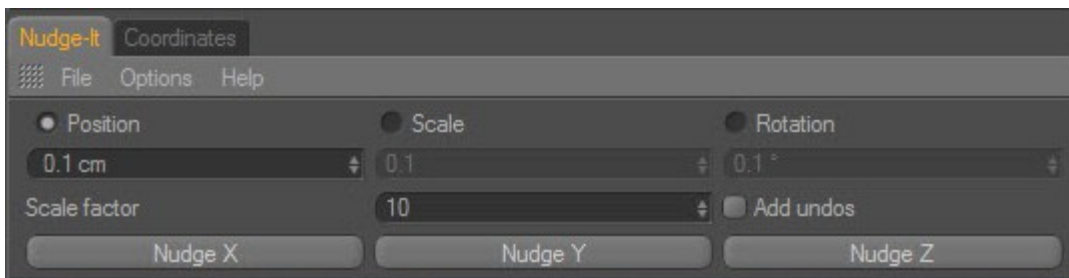 Nudge-It Coordinates
File Options Help
Position Scale Rotation
0.1 cm 0.1 0.1 °
Scale factor 10 Add undos
Nudge X Nudge Y Nudge Z